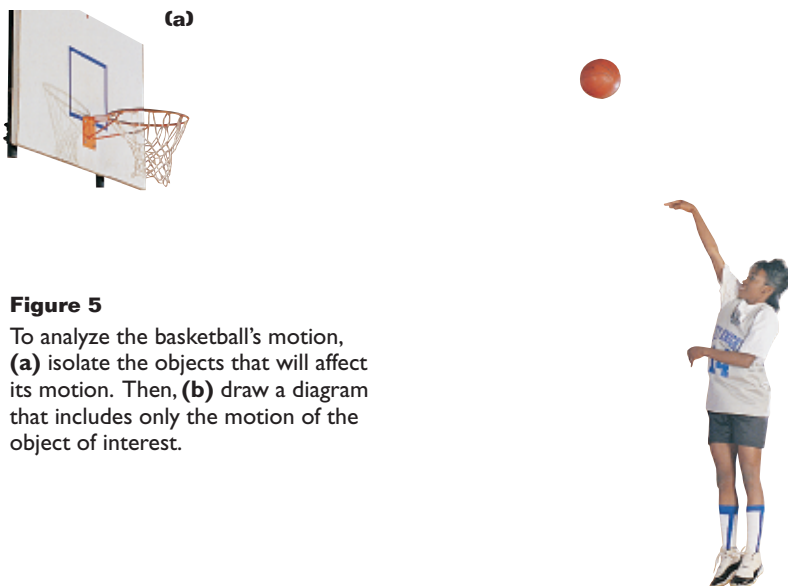 (a)
Figure 5
To analyze the basketball's motion,
(a) isolate the objects that will affect
its motion. Then, (b) draw a diagram
that includes only the motion of the
object of interest.
14